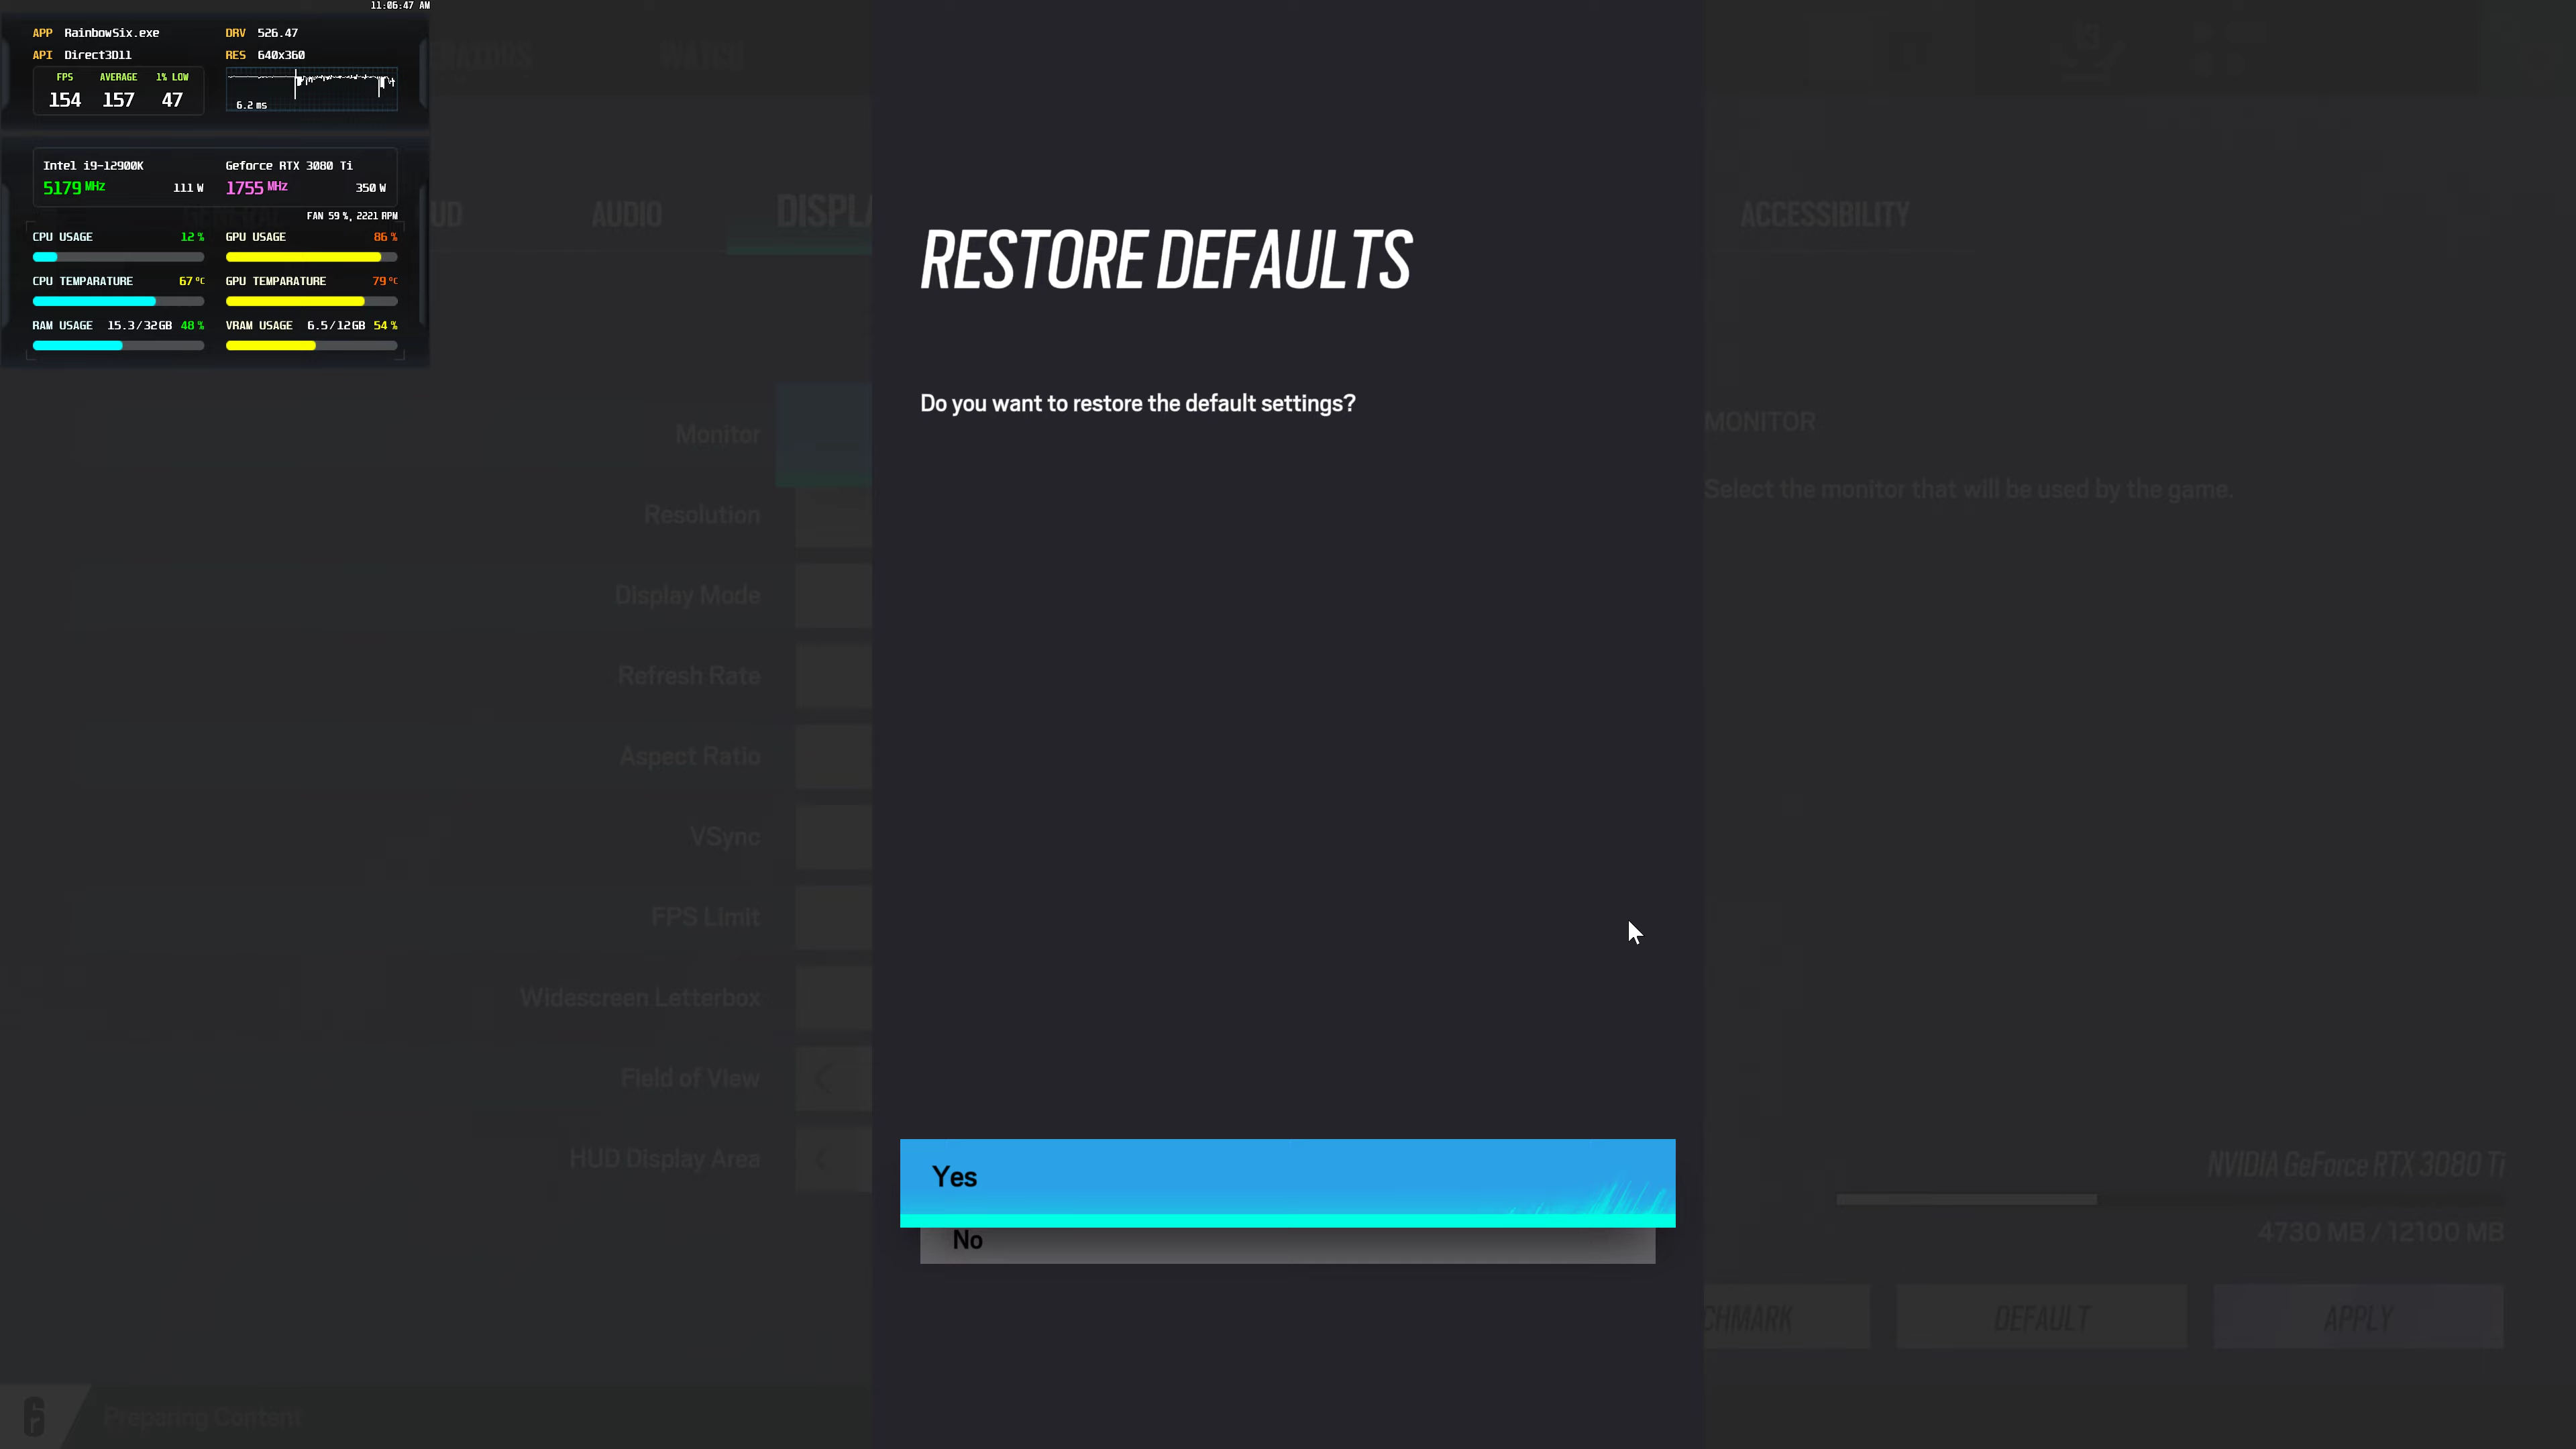 11:06:47 AM
APP RainbowSix.exe DRV 526.47
API Direct3D11 RES 640x360
FPS AVERAGE 1% LOW
154 157 47
6.2 ms
Intel i9-12900K Geforce RTX 3080 Ti
5179 MHz 111 W 1755 MHz 350 W
FAN 59 %, 2221 RPM
CPU USAGE 12 % GPU USAGE 86 %
CPU TEMPARATURE 67 °C GPU TEMPARATURE 79 °C
RAM USAGE 15.3/32GB 48 % VRAM USAGE 6.5/12GB 54 %
WATCH
GENERAL UD AUDIO DISPLA ACCESSIBILITY
RESTORE DEFAULTS
Do you want to restore the default settings?
Monitor
Resolution
Display Mode
Refresh Rate
Aspect Ratio
VSync
FPS Limit
Widescreen Letterbox
Field of View
HUD Display Area
MONITOR
Select the monitor that will be used by the game.
Yes
No
NVIDIA GeForce RTX 3080 Ti
4730 MB / 12100 MB
CHMARK DEFAULT APPLY
6 Preparing Content